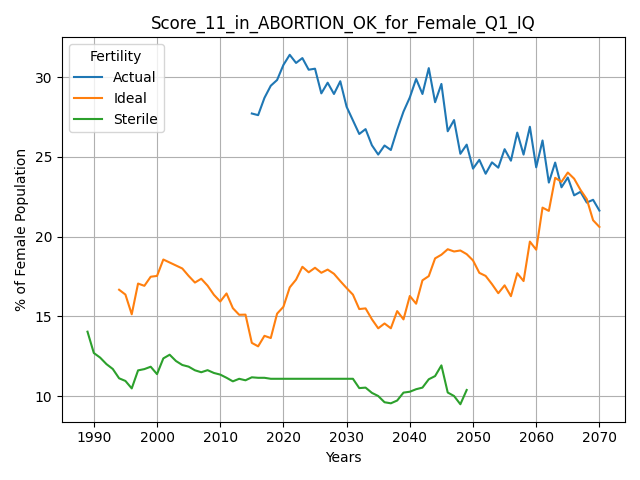 Score_11_in_ABORTION_OK_for_Female_Q1_IQ
Fertility
Actual
Ideal
Sterile
% of Female Population
30
25
20
15
10
1990 2000 2010 2020 2030 2040 2050 2060 2070
Years